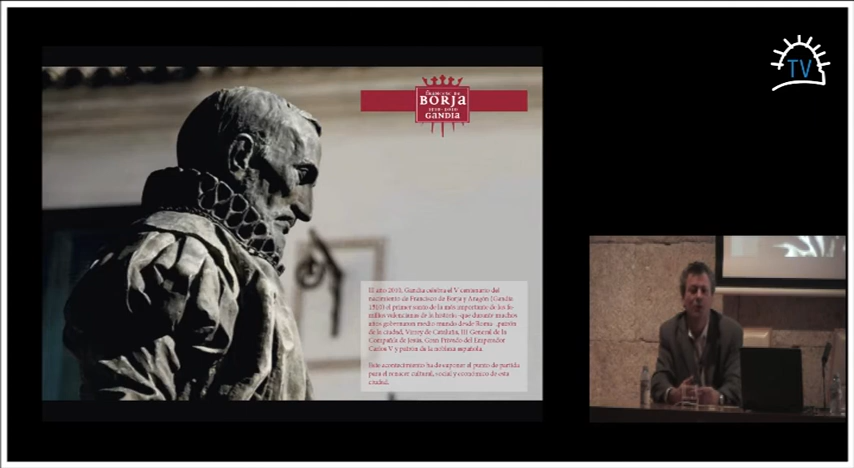 TV
BORJA
GANDIA
El año 2010, Gandia celebra el V centenario del
nacimiento de Francisco de Borja y Aragón (Gandia
1510) el primer santo de la más importante de las fa-
milias valencianas de la historia -que durante muchos
años gobernaron medio mundo desde Roma- ,patrón
de la ciudad, Virrey de Cataluña, III General de la
Compañía de Jesús, Gran Privado del Emperador
Carlos V y patrón de la nobleza española.
Este acontecimiento ha de suponer el punto de partida
para el renacer cultural, social y económico de esta
ciudad.